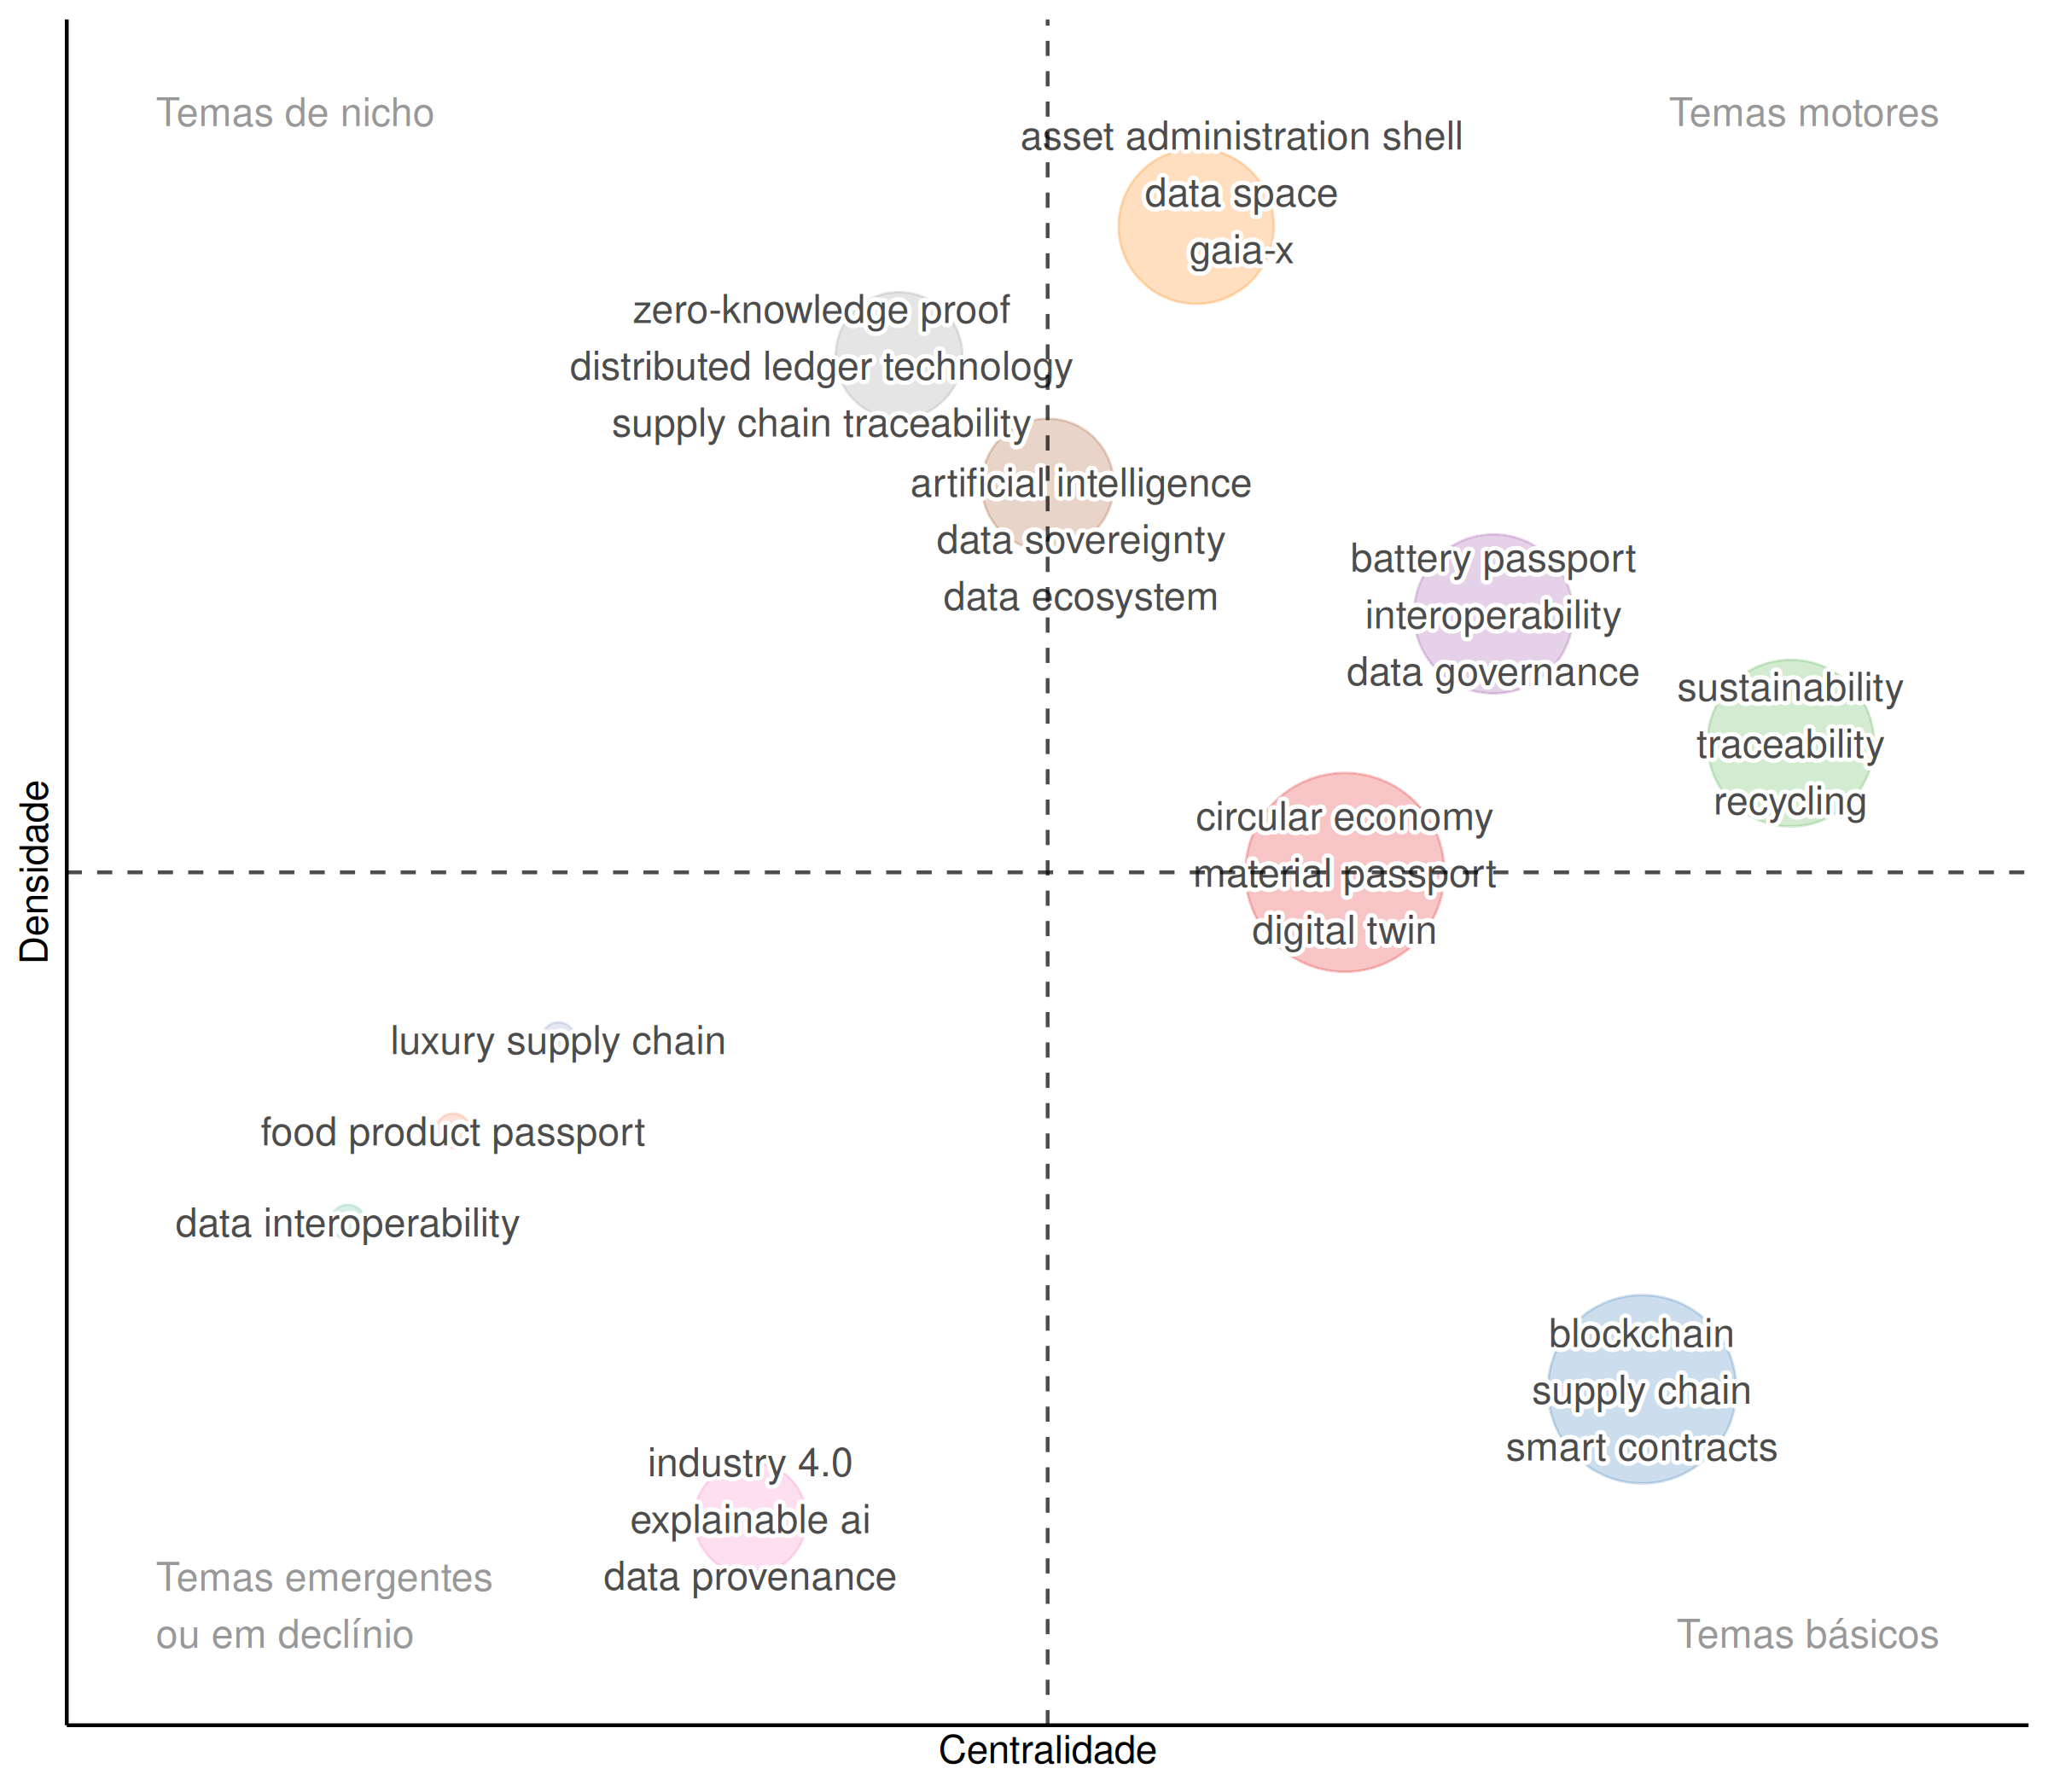 Temas de nicho
Temas motores
asset administration shell
data space
gaia-x
zero-knowledge proof
distributed ledger technology
supply chain traceability
artificial intelligence
data sovereignty
data ecosystem
battery passport
interoperability
data governance
sustainability
traceability
recycling
circular economy
material passport
digital twin
Densidade
luxury supply chain
food product passport
data interoperability
blockchain
supply chain
smart contracts
industry 4.0
explainable ai
data provenance
Temas emergentes
ou em declínio
Temas básicos
Centralidade